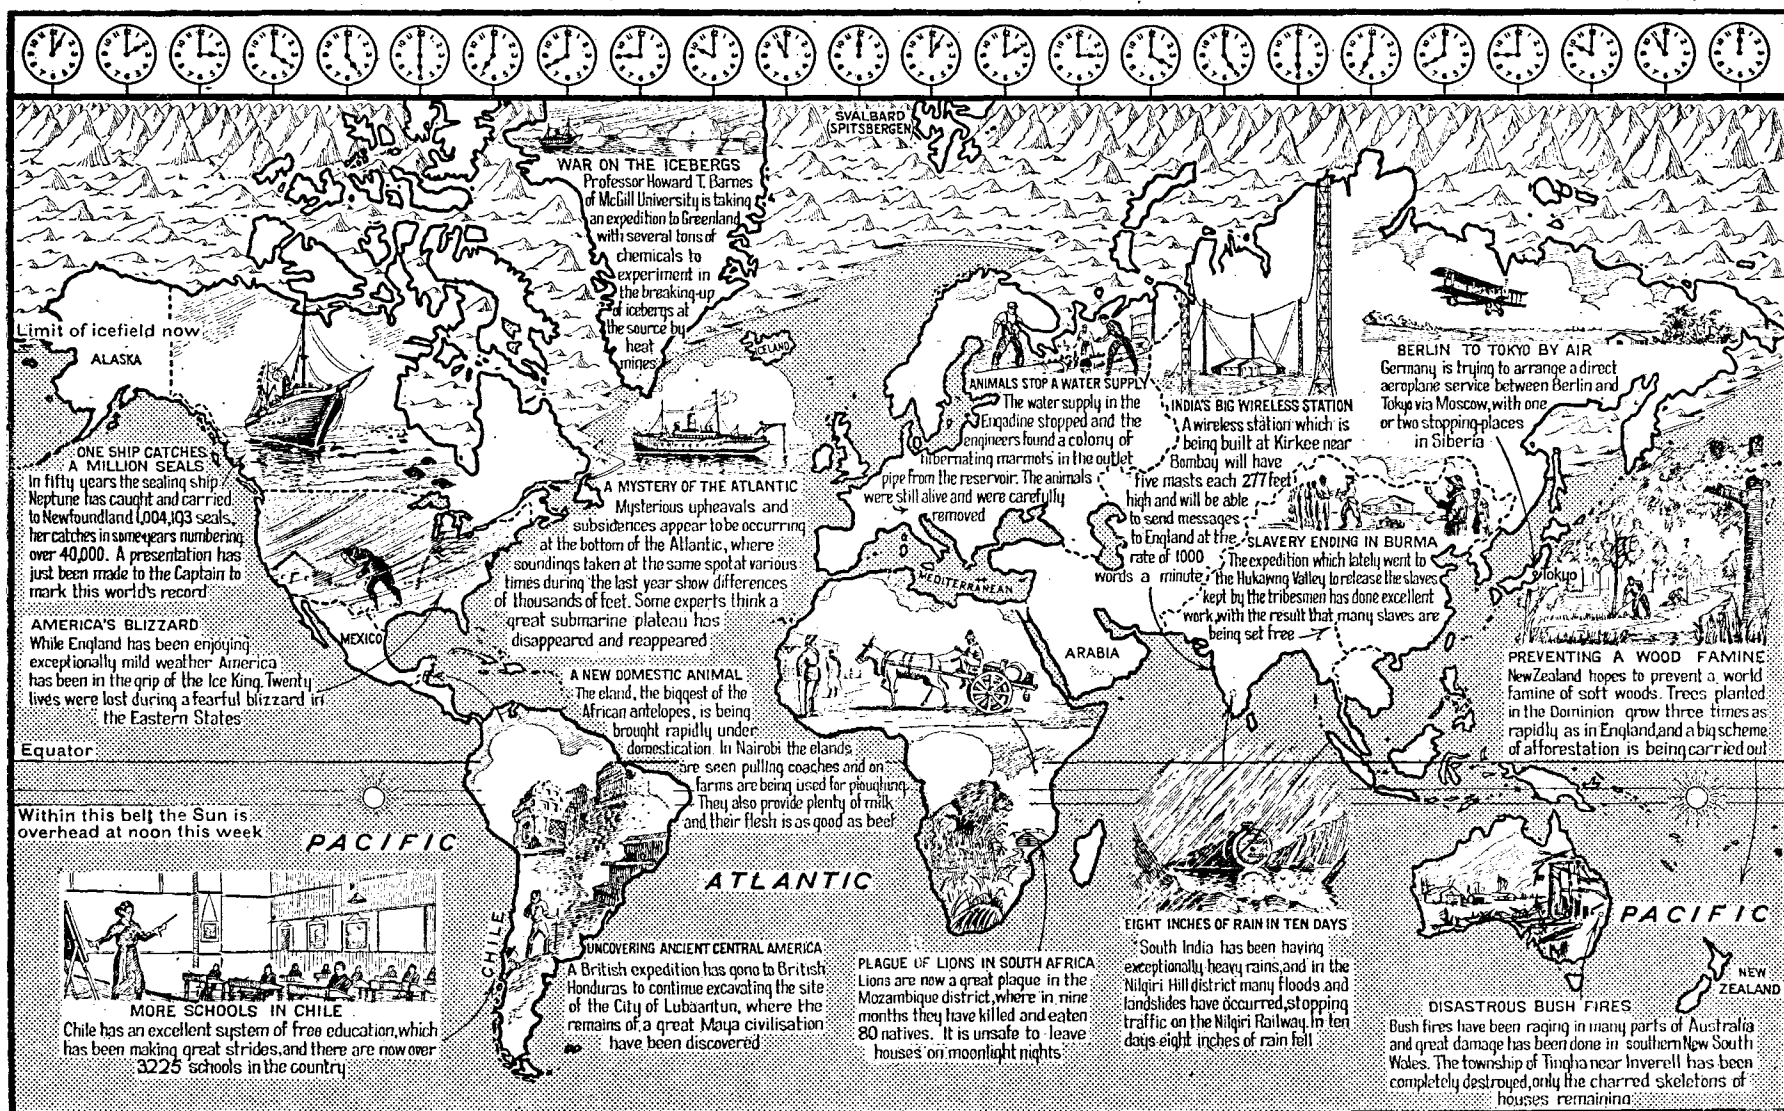 SVALBARD
(SPITSBERGEN)
WAR ON THE ICEBERGS
Professor Howard T. Barnes
of McGill University is taking
an expedition to Greenland
with several tons of
chemicals to
experiment in
the breaking-up
of icebergs at
the source by
heat
mines
ICELAND
Limit of icefield now
ALASKA
ONE SHIP CATCHES
A MILLION SEALS
In fifty years the sealing ship
Neptune has caught and carried
to Newfoundland 1,004,193 seals,
her catches in some years numbering
over 40,000. A presentation has
just been made to the Captain to
mark this world's record
AMERICA'S BLIZZARD
While England has been enjoying
exceptionally mild weather America
has been in the grip of the Ice King. Twenty
lives were lost during a fearful blizzard in
the Eastern States
MEXICO
A MYSTERY OF THE ATLANTIC
Mysterious upheavals and
subsidences appear to be occurring
at the bottom of the Atlantic, where
soundings taken at the same spot at various
times during the last year show differences
of thousands of feet. Some experts think a
great submarine plateau has
disappeared and reappeared
ANIMALS STOP A WATER SUPPLY
The water supply in the
Engadine stopped and the
engineers found a colony of
hibernating marmots in the outlet
pipe from the reservoir. The animals
were still alive and were carefully
removed
INDIA'S BIG WIRELESS STATION
A wireless station which is
being built at Kirkee near
Bombay will have
five masts each 277 feet
high and will be able
to send messages
to England at the
rate of 1000
words a minute
BERLIN TO TOKYO BY AIR
Germany is trying to arrange a direct
aeroplane service between Berlin and
Tokyo via Moscow, with one
or two stopping-places
in Siberia
SLAVERY ENDING IN BURMA
The expedition which lately went to
the Hukawng Valley to release the slaves
kept by the tribesmen has done excellent
work, with the result that many slaves are
being set free
Tokyo
MEDITERRANEAN
ARABIA
PREVENTING A WOOD FAMINE
New Zealand hopes to prevent a world
famine of soft woods. Trees planted
in the Dominion grow three times as
rapidly as in England, and a big scheme
of afforestation is being carried out
A NEW DOMESTIC ANIMAL
The eland, the biggest of the
African antelopes, is being
brought rapidly under
domestication. In Nairobi the elands
are seen pulling coaches and on
farms are being used for ploughing.
They also provide plenty of milk
and their flesh is as good as beef
Equator
Within this belt the Sun is
overhead at noon this week
PACIFIC
ATLANTIC
PACIFIC
CHILE
MORE SCHOOLS IN CHILE
Chile has an excellent system of free education, which
has been making great strides, and there are now over
3225 schools in the country
UNCOVERING ANCIENT CENTRAL AMERICA
A British expedition has gone to British
Honduras to continue excavating the site
of the City of Lubaantun, where the
remains of a great Maya civilisation
have been discovered
PLAGUE OF LIONS IN SOUTH AFRICA
Lions are now a great plague in the
Mozambique district, where in nine
months they have killed and eaten
80 natives. It is unsafe to leave
houses on moonlight nights
EIGHT INCHES OF RAIN IN TEN DAYS
South India has been having
exceptionally heavy rains, and in the
Nilgiri Hill district many floods and
landslides have occurred, stopping
traffic on the Nilgiri Railway. In ten
days eight inches of rain fell
NEW
ZEALAND
DISASTROUS BUSH FIRES
Bush fires have been raging in many parts of Australia
and great damage has been done in southern New South
Wales. The township of Tingha near Inverell has been
completely destroyed, only the charred skeletons of
houses remaining